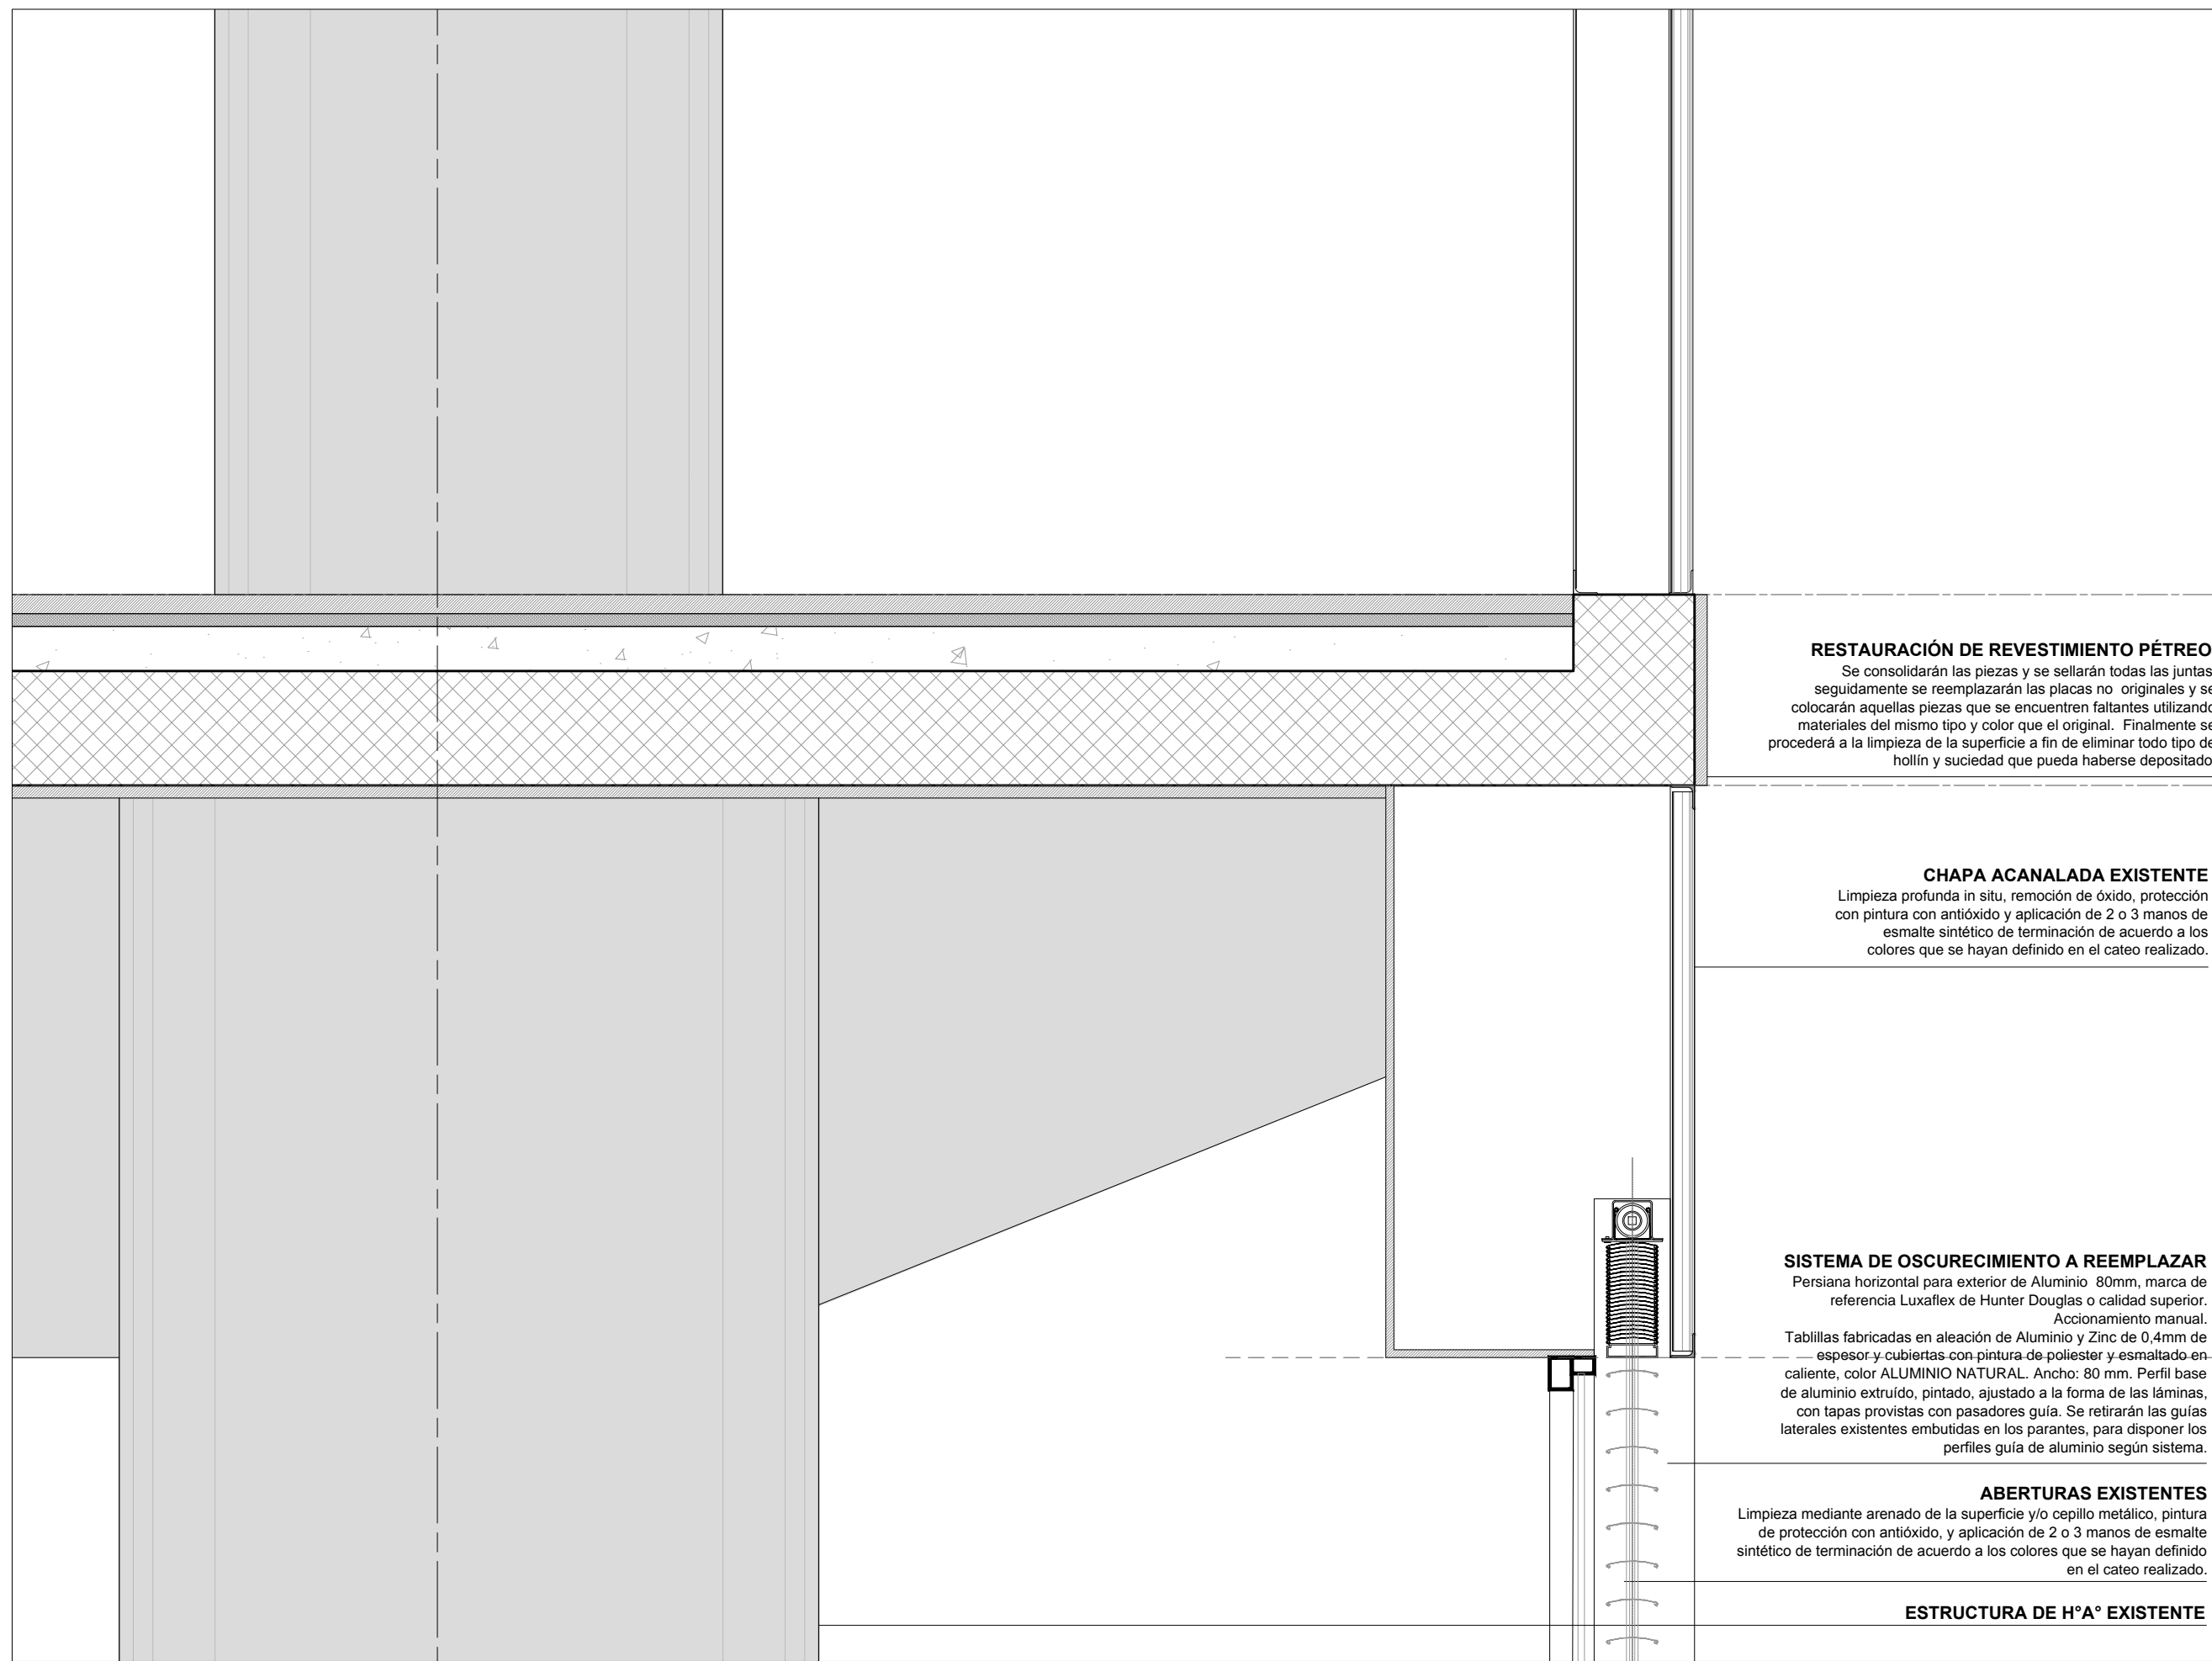 RESTAURACIÓN DE REVESTIMIENTO PÉTREO
Se consolidarán las piezas y se sellarán todas las juntas
seguidamente se reemplazarán las placas no originales y se
colocarán aquellas piezas que se encuentren faltantes utilizando
materiales del mismo tipo y color que el original. Finalmente se
procederá a la limpieza de la superficie a fin de eliminar todo tipo de
hollín y suciedad que pueda haberse depositado
CHAPA ACANALADA EXISTENTE
Limpieza profunda in situ, remoción de óxido, protección
con pintura con antióxido y aplicación de 2 o 3 manos de
esmalte sintético de terminación de acuerdo a los
colores que se hayan definido en el cateo realizado.
SISTEMA DE OSCURECIMIENTO A REEMPLAZAR
Persiana horizontal para exterior de Aluminio 80mm, marca de
referencia Luxaflex de Hunter Douglas o calidad superior.
Accionamiento manual.
Tablillas fabricadas en aleación de Aluminio y Zinc de 0,4mm de
espesor y cubiertas con pintura de poliester y esmaltado en
caliente, color ALUMINIO NATURAL. Ancho: 80 mm. Perfil base
de aluminio extruído, pintado, ajustado a la forma de las láminas,
con tapas provistas con pasadores guía. Se retirarán las guías
laterales existentes embutidas en los parantes, para disponer los
perfiles guía de aluminio según sistema.
ABERTURAS EXISTENTES
Limpieza mediante arenado de la superficie y/o cepillo metálico, pintura
de protección con antióxido, y aplicación de 2 o 3 manos de esmalte
sintético de terminación de acuerdo a los colores que se hayan definido
en el cateo realizado.
ESTRUCTURA DE H°A° EXISTENTE